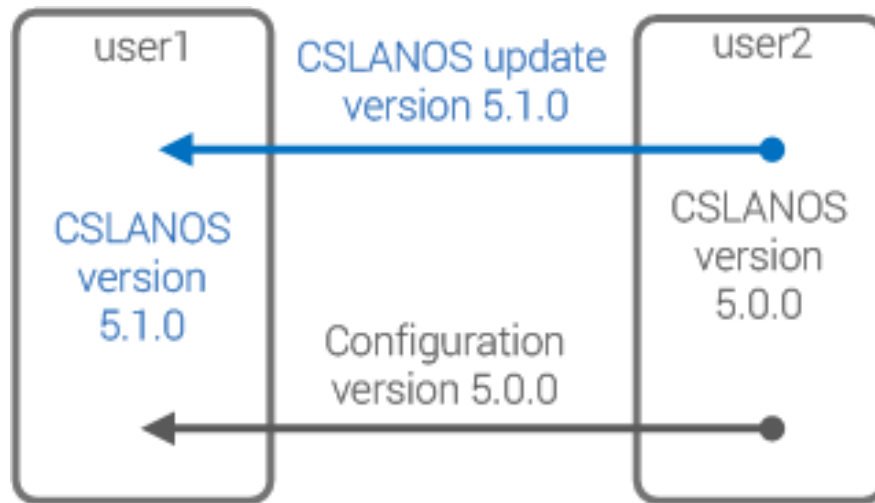 user1
CSLANOS update
version 5.1.0
user2
CSLANOS
version
5.1.0
CSLANOS
version
5.0.0
Configuration
version 5.0.0